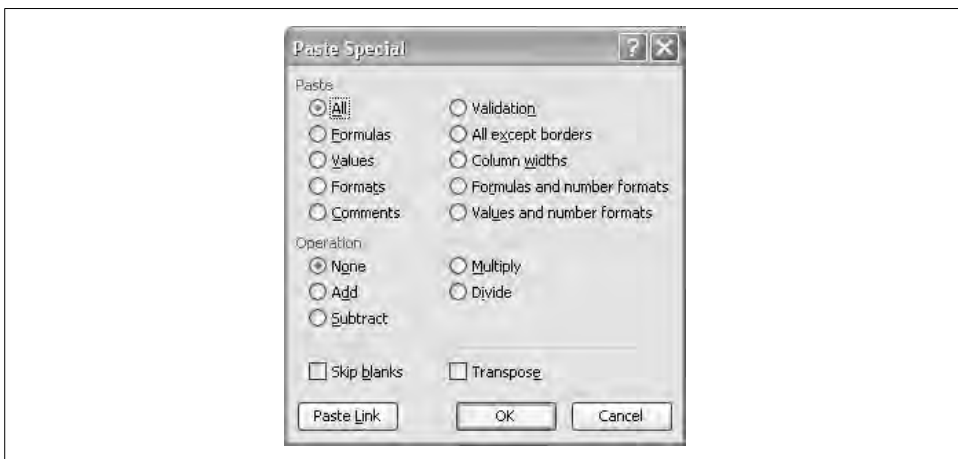 Paste Special
Paste
All
Validation
Formulas
All except borders
Values
Column widths
Formats
Formulas and number formats
Comments
Values and number formats
Operation
None
Multiply
Add
Divide
Subtract
Skip blanks
Transpose
Paste Link
OK
Cancel